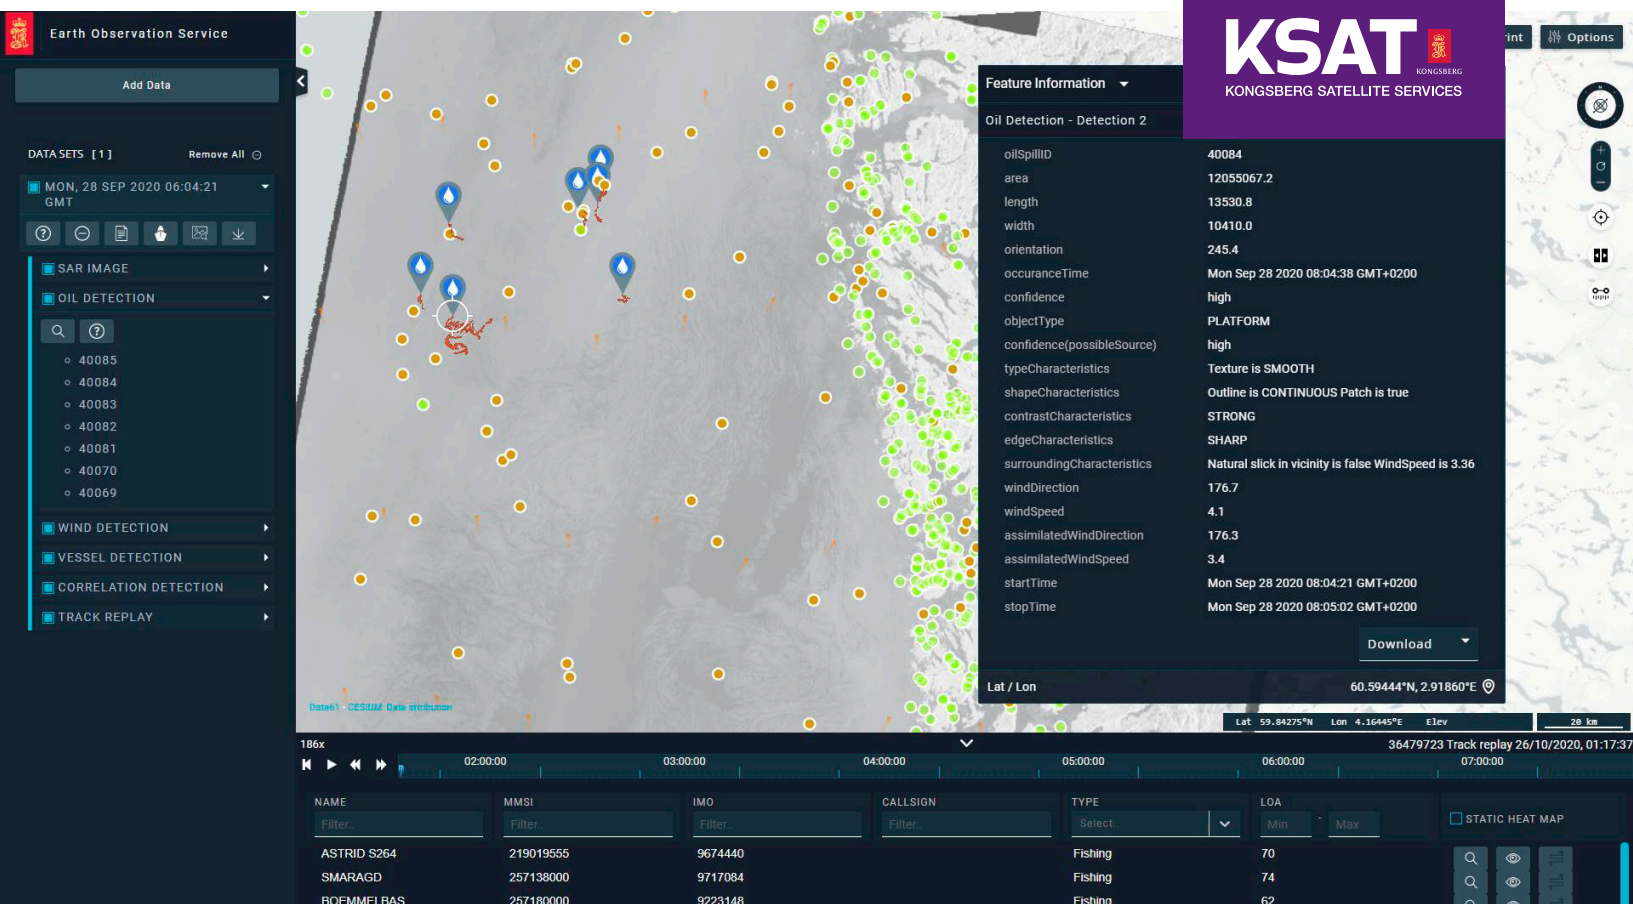 Earth Observation Service
Add Data
DATA SETS [ 1 ]
Remove All
MON, 28 SEP 2020 06:04:21
GMT
SAR IMAGE
OIL DETECTION
40085
40084
40083
40082
40081
40070
40069
WIND DETECTION
VESSEL DETECTION
CORRELATION DETECTION
TRACK REPLAY
KSAT
KONGSBERG
KONGSBERG SATELLITE SERVICES
Options
Feature Information
Oil Detection - Detection 2
oilSpillID 40084
area 12055067.2
length 13530.8
width 10410.0
orientation 245.4
occuranceTime Mon Sep 28 2020 08:04:38 GMT+0200
confidence high
objectType PLATFORM
confidence(possibleSource) high
typeCharacteristics Texture is SMOOTH
shapeCharacteristics Outline is CONTINUOUS Patch is true
contrastCharacteristics STRONG
edgeCharacteristics SHARP
surroundingCharacteristics Natural slick in vicinity is false WindSpeed is 3.36
windDirection 176.7
windSpeed 4.1
assimilatedWindDirection 176.3
assimilatedWindSpeed 3.4
startTime Mon Sep 28 2020 08:04:21 GMT+0200
stopTime Mon Sep 28 2020 08:05:02 GMT+0200
Download
Lat / Lon 60.59444°N, 2.91860°E
Data61 - CESIUM Data attribution
Lat 59.84275°N Lon 4.16445°E Elev
20 km
186x
36479723 Track replay 26/10/2020, 01:17:37
02:00:00 03:00:00 04:00:00 05:00:00 06:00:00 07:00:00
NAME MMSI IMO CALLSIGN TYPE LOA
Filter.. Filter.. Filter.. Filter.. Select.. Min - Max
STATIC HEAT MAP
ASTRID S264 219019555 9674440 Fishing 70
SMARAGD 257138000 9717084 Fishing 74
BOEMMELBAS 257180000 9223148 Fishing 62